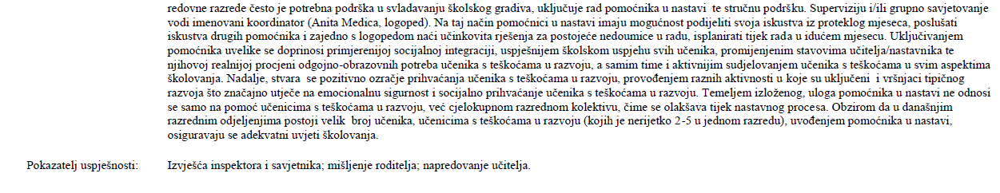 redovne razrede često je potrebna podrška u svladavanju školskog gradiva, uključuje rad pomoćnika u nastavi  te stručnu podršku. Superviziju i/ili grupno savjetovanje
vodi imenovani koordinator (Anita Medica, logoped). Na taj način pomoćnici u nastavi imaju mogućnost podijeliti svoja iskustva iz proteklog mjeseca, poslušati
iskustva drugih pomoćnika i zajedno s logopedom naći učinkovita rješenja za postojeće nedoumice u radu, isplanirati tijek rada u idućem mjesecu. Uključivanjem
pomoćnika uvelike se doprinosi primjerenijoj socijalnoj integraciji, uspješnijem školskom uspjehu svih učenika, promijenjenim stavovima učitelja/nastavnika te
njihovoj realnijoj procjeni odgojno-obrazovnih potreba učenika s teškoćama u razvoju, a samim time i aktivnijim sudjelovanjem učenika s teškoćama u svim aspektima
školovanja. Nadalje, stvara  se pozitivno ozračje prihvaćanja učenika s teškoćama u razvoju, provođenjem raznih aktivnosti u koje su uključeni  i vršnjaci tipičnog
razvoja što značajno utječe na emocionalnu sigurnost i socijalno prihvaćanje učenika s teškoćama u razvoju. Temeljem izloženog, uloga pomoćnika u nastavi ne odnosi
se samo na pomoć učenicima s teškoćama u razvoju, već cjelokupnom razrednom kolektivu, čime se olakšava tijek nastavnog procesa. Obzirom da u današnjim
razrednim odjeljenjima postoji velik  broj učenika, učenicima s teškoćama u razvoju (kojih je nerijetko 2-5 u jednom razredu), uvođenjem pomoćnika u nastavi,
osiguravaju se adekvatni uvjeti školovanja.
Pokazatelj uspješnosti: Izvješća inspektora i savjetnika; mišljenje roditelja; napredovanje učitelja.